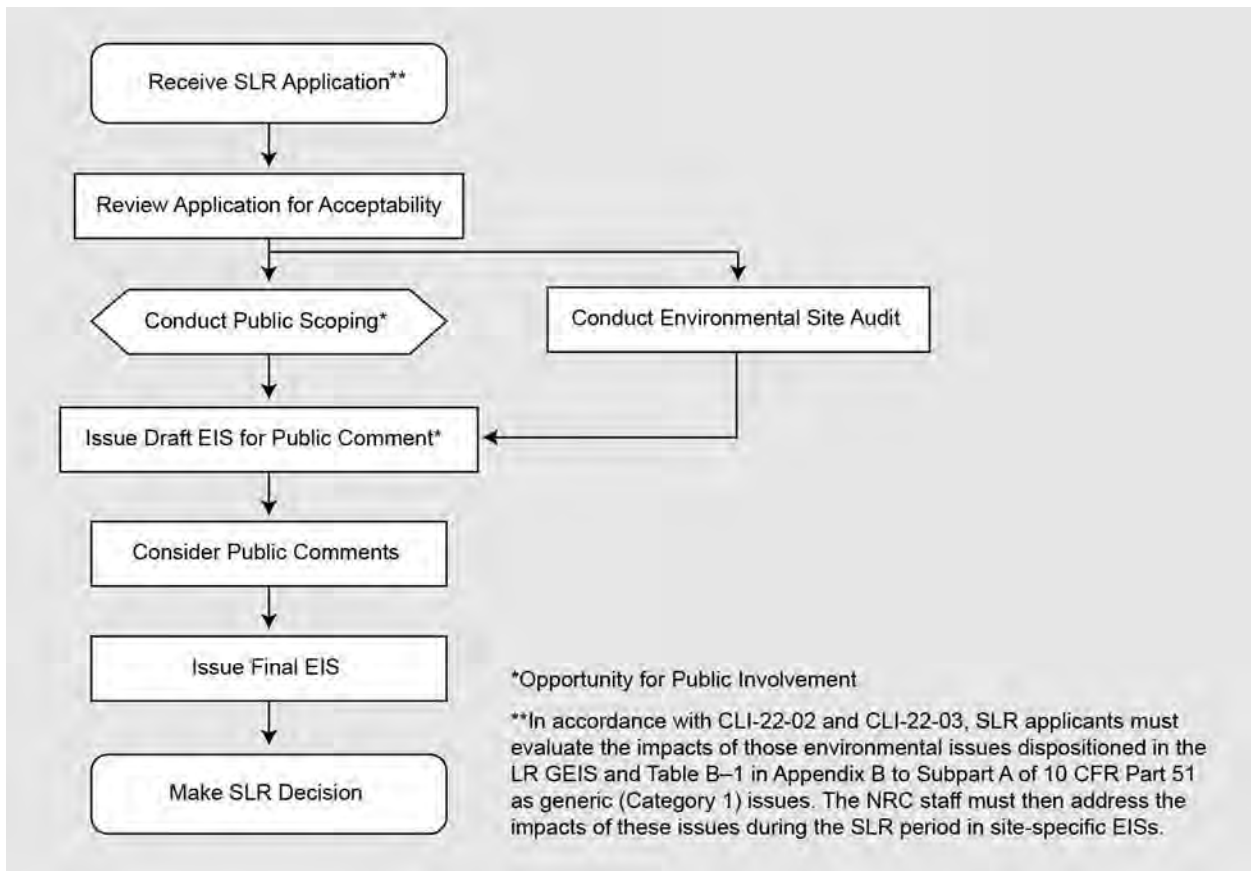 Receive SLR Application**
Review Application for Acceptability
Conduct Public Scoping*
Conduct Environmental Site Audit
Issue Draft EIS for Public Comment*
Consider Public Comments
Issue Final EIS
Make SLR Decision
*Opportunity for Public Involvement
**In accordance with CLI-22-02 and CLI-22-03, SLR applicants must
evaluate the impacts of those environmental issues dispositioned in the
LR GEIS and Table B–1 in Appendix B to Subpart A of 10 CFR Part 51
as generic (Category 1) issues. The NRC staff must then address the
impacts of these issues during the SLR period in site-specific EISs.